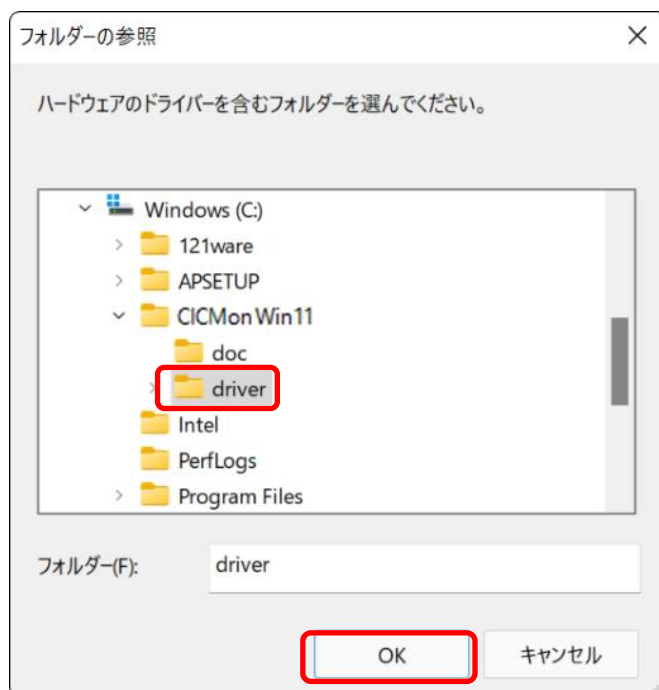 フォルダーの参照
ハードウェアのドライバーを含むフォルダーを選んでください。
Windows (C:)
121ware
APSETUP
CICMon Win11
doc
driver
Intel
PerfLogs
Program Files
フォルダー(F):	driver
OK	キャンセル